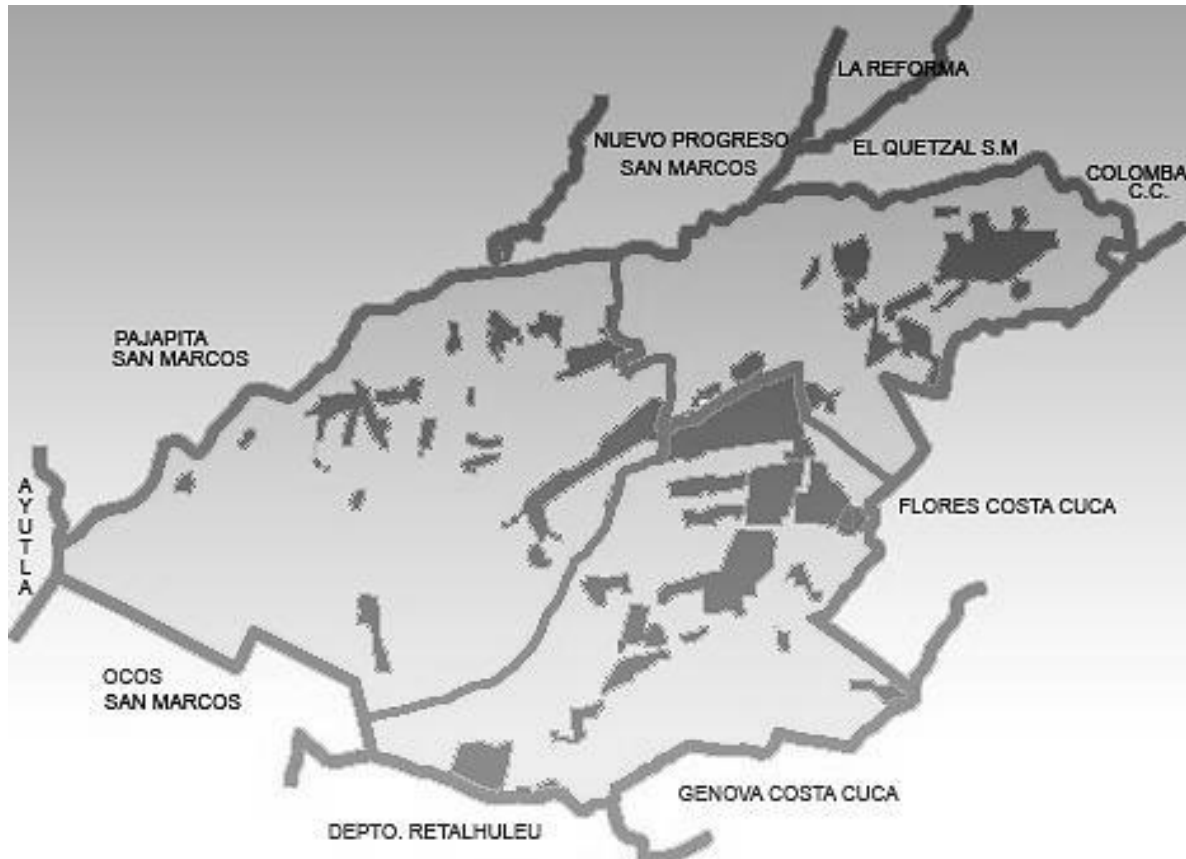 LA REFORMA
NUEVO PROGRESO
SAN MARCOS
EL QUETZAL S.M
COLOMBA
C.C.
PAJAPITA
SAN MARCOS
AYUTLA
FLORES COSTA CUCA
OCOS
SAN MARCOS
GENOVA COSTA CUCA
DEPTO. RETALHULEU